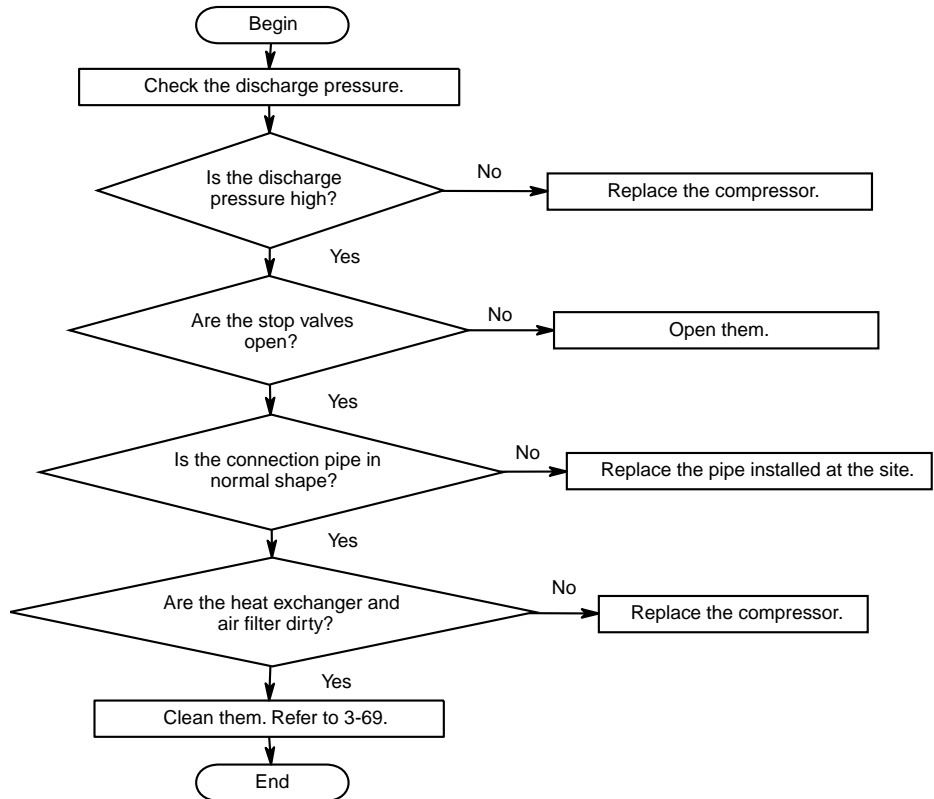 Begin
Check the discharge pressure.
Is the discharge
pressure high?
No
Replace the compressor.
Yes
Are the stop valves
open?
No
Open them.
Yes
Is the connection pipe in
normal shape?
No
Replace the pipe installed at the site.
Yes
Are the heat exchanger and
air filter dirty?
No
Replace the compressor.
Yes
Clean them. Refer to 3-69.
End